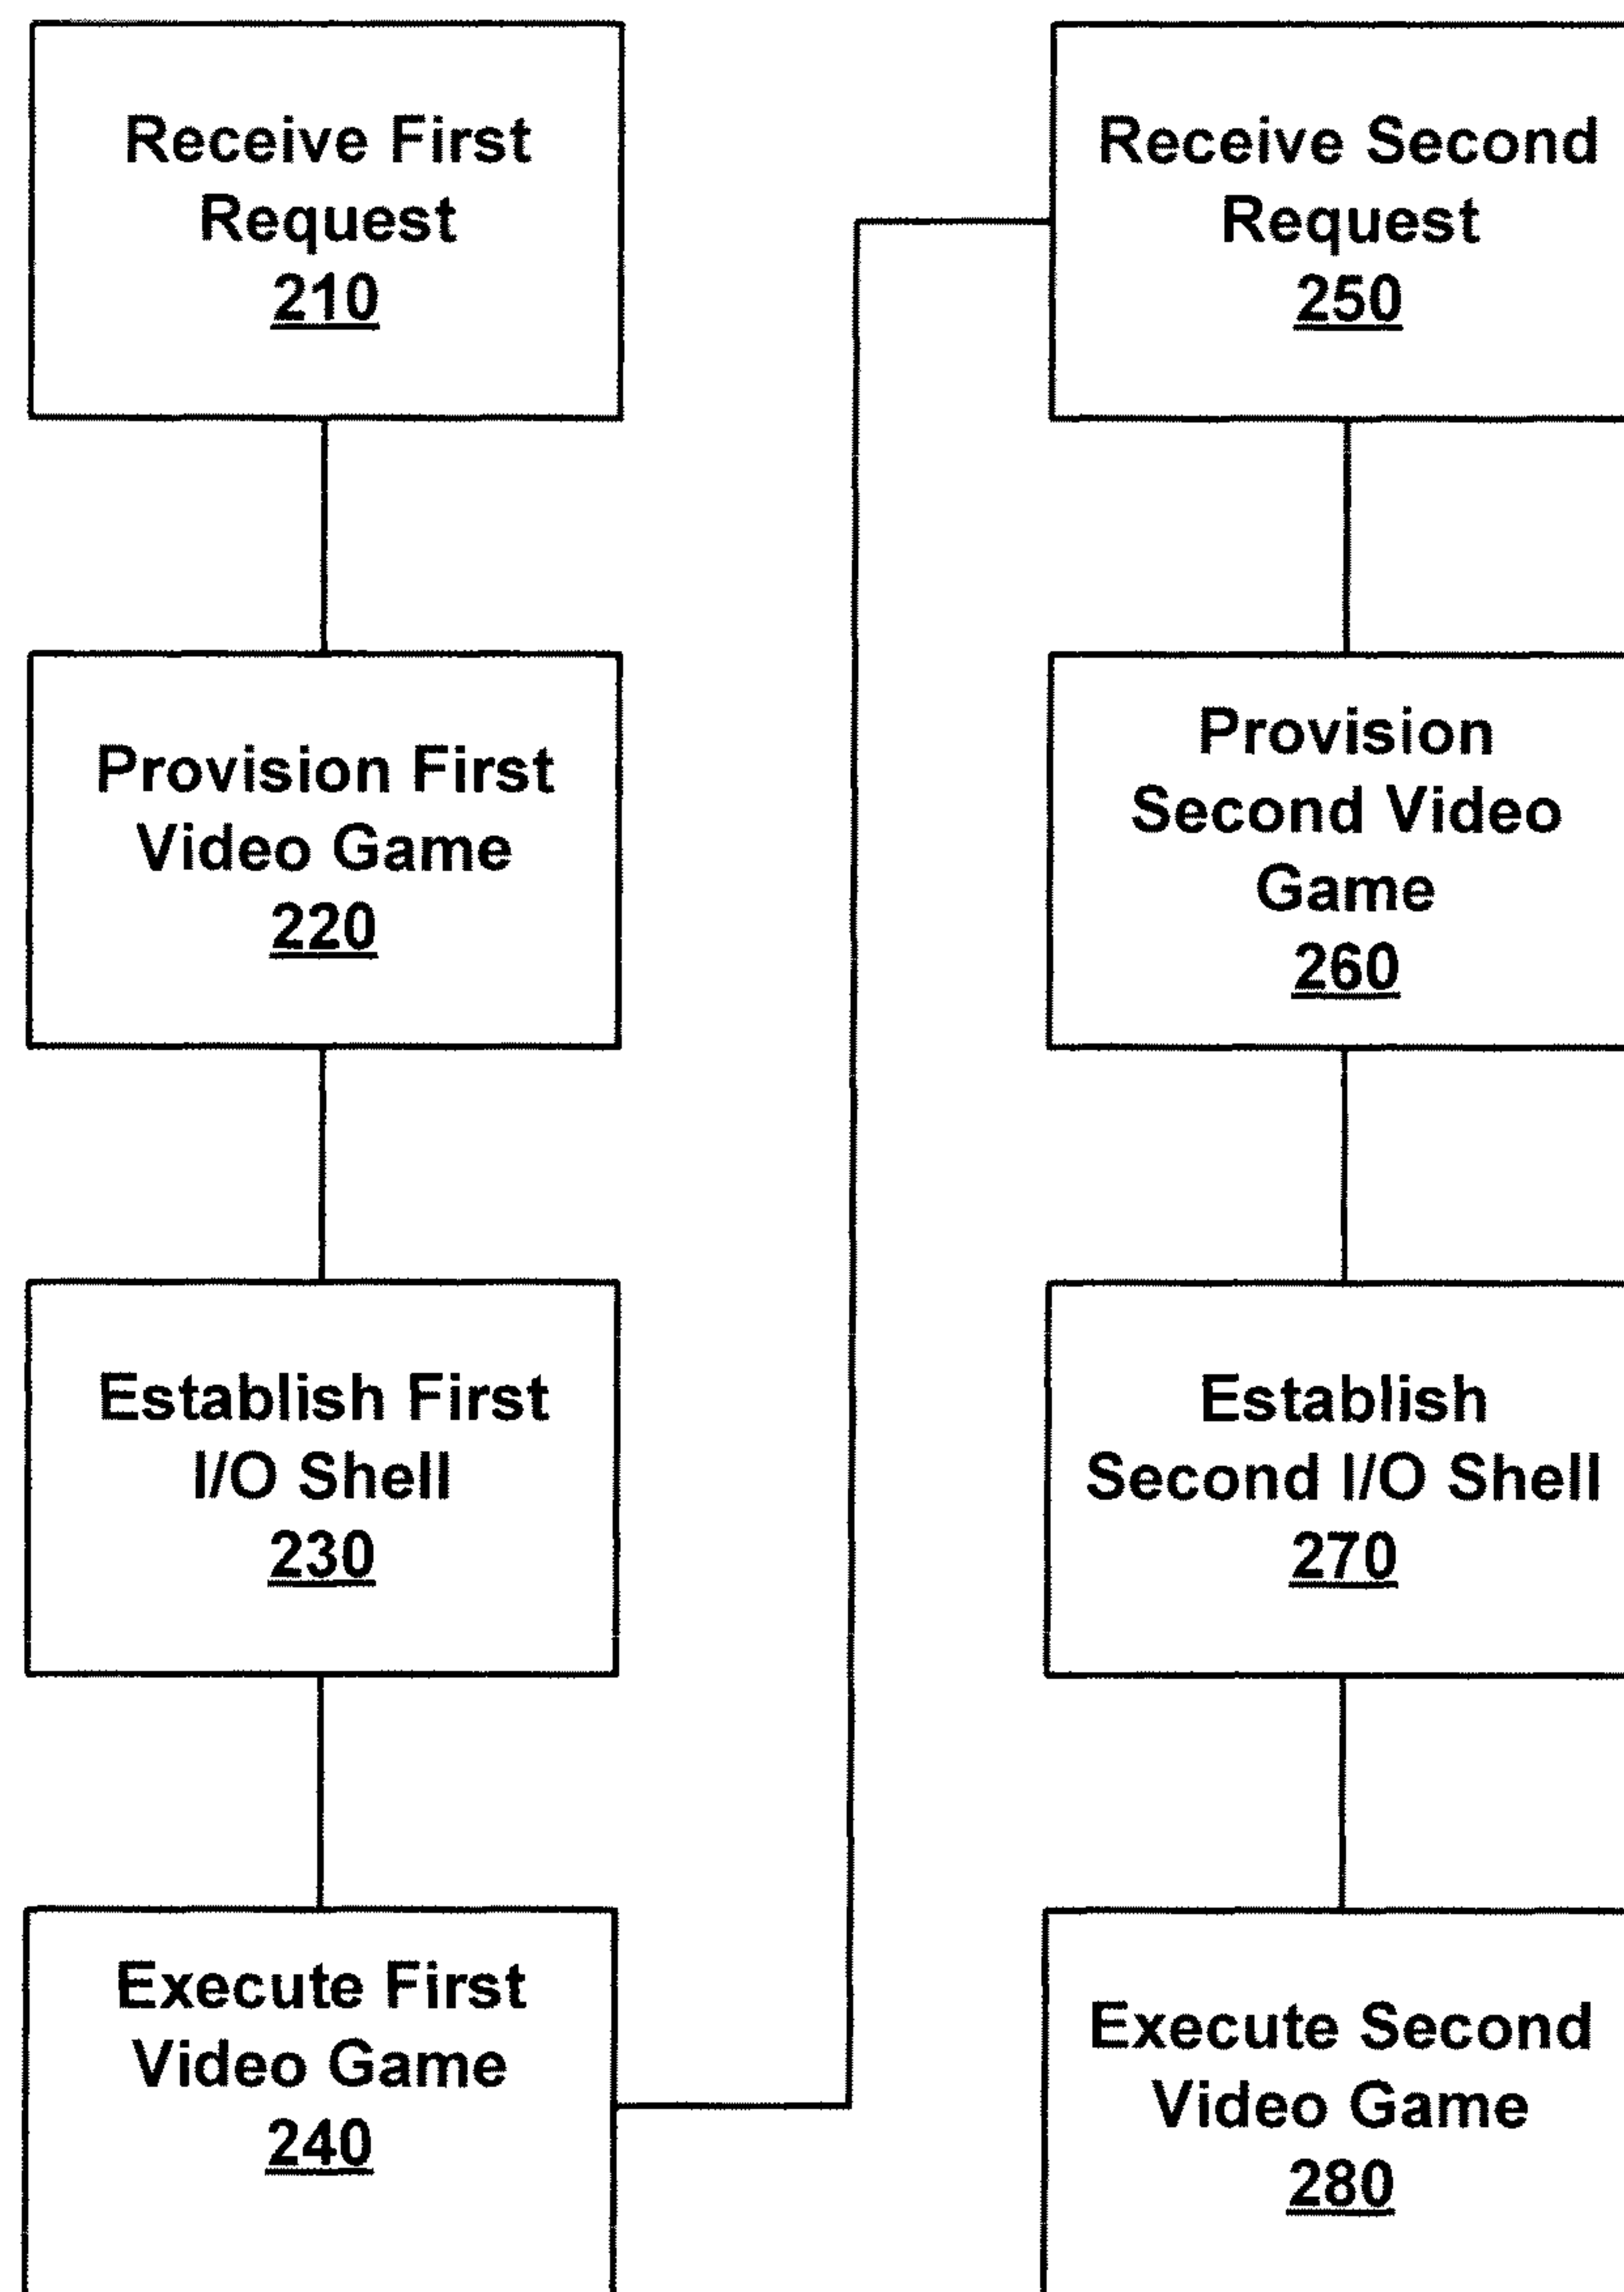 Receive First
Request
210
Provision First
Video Game
220
Establish First
I/O Shell
230
Execute First
Video Game
240
Receive Second
Request
250
Provision
Second Video
Game
260
Establish
Second I/O Shell
270
Execute Second
Video Game
280